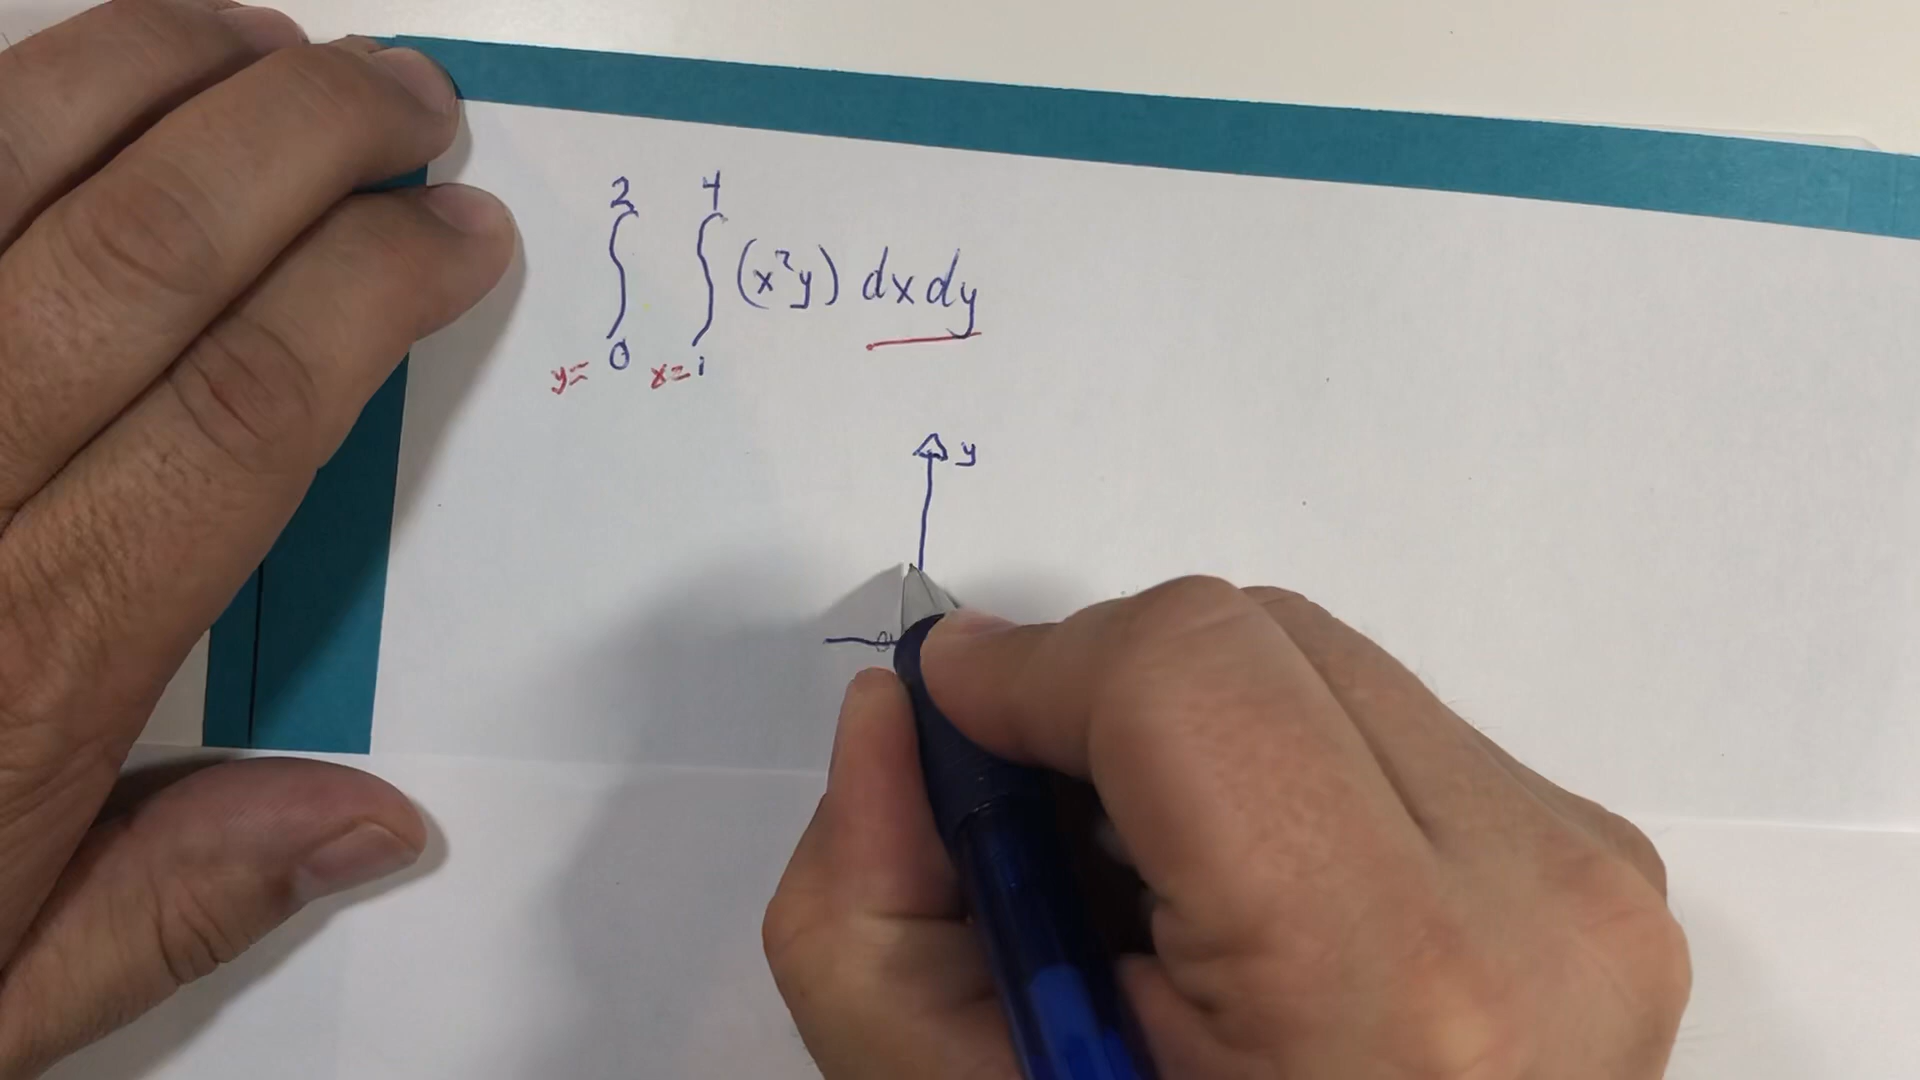 2 4
∫ ∫ (x²y) dx dy
y= 0 x= 1
y
0